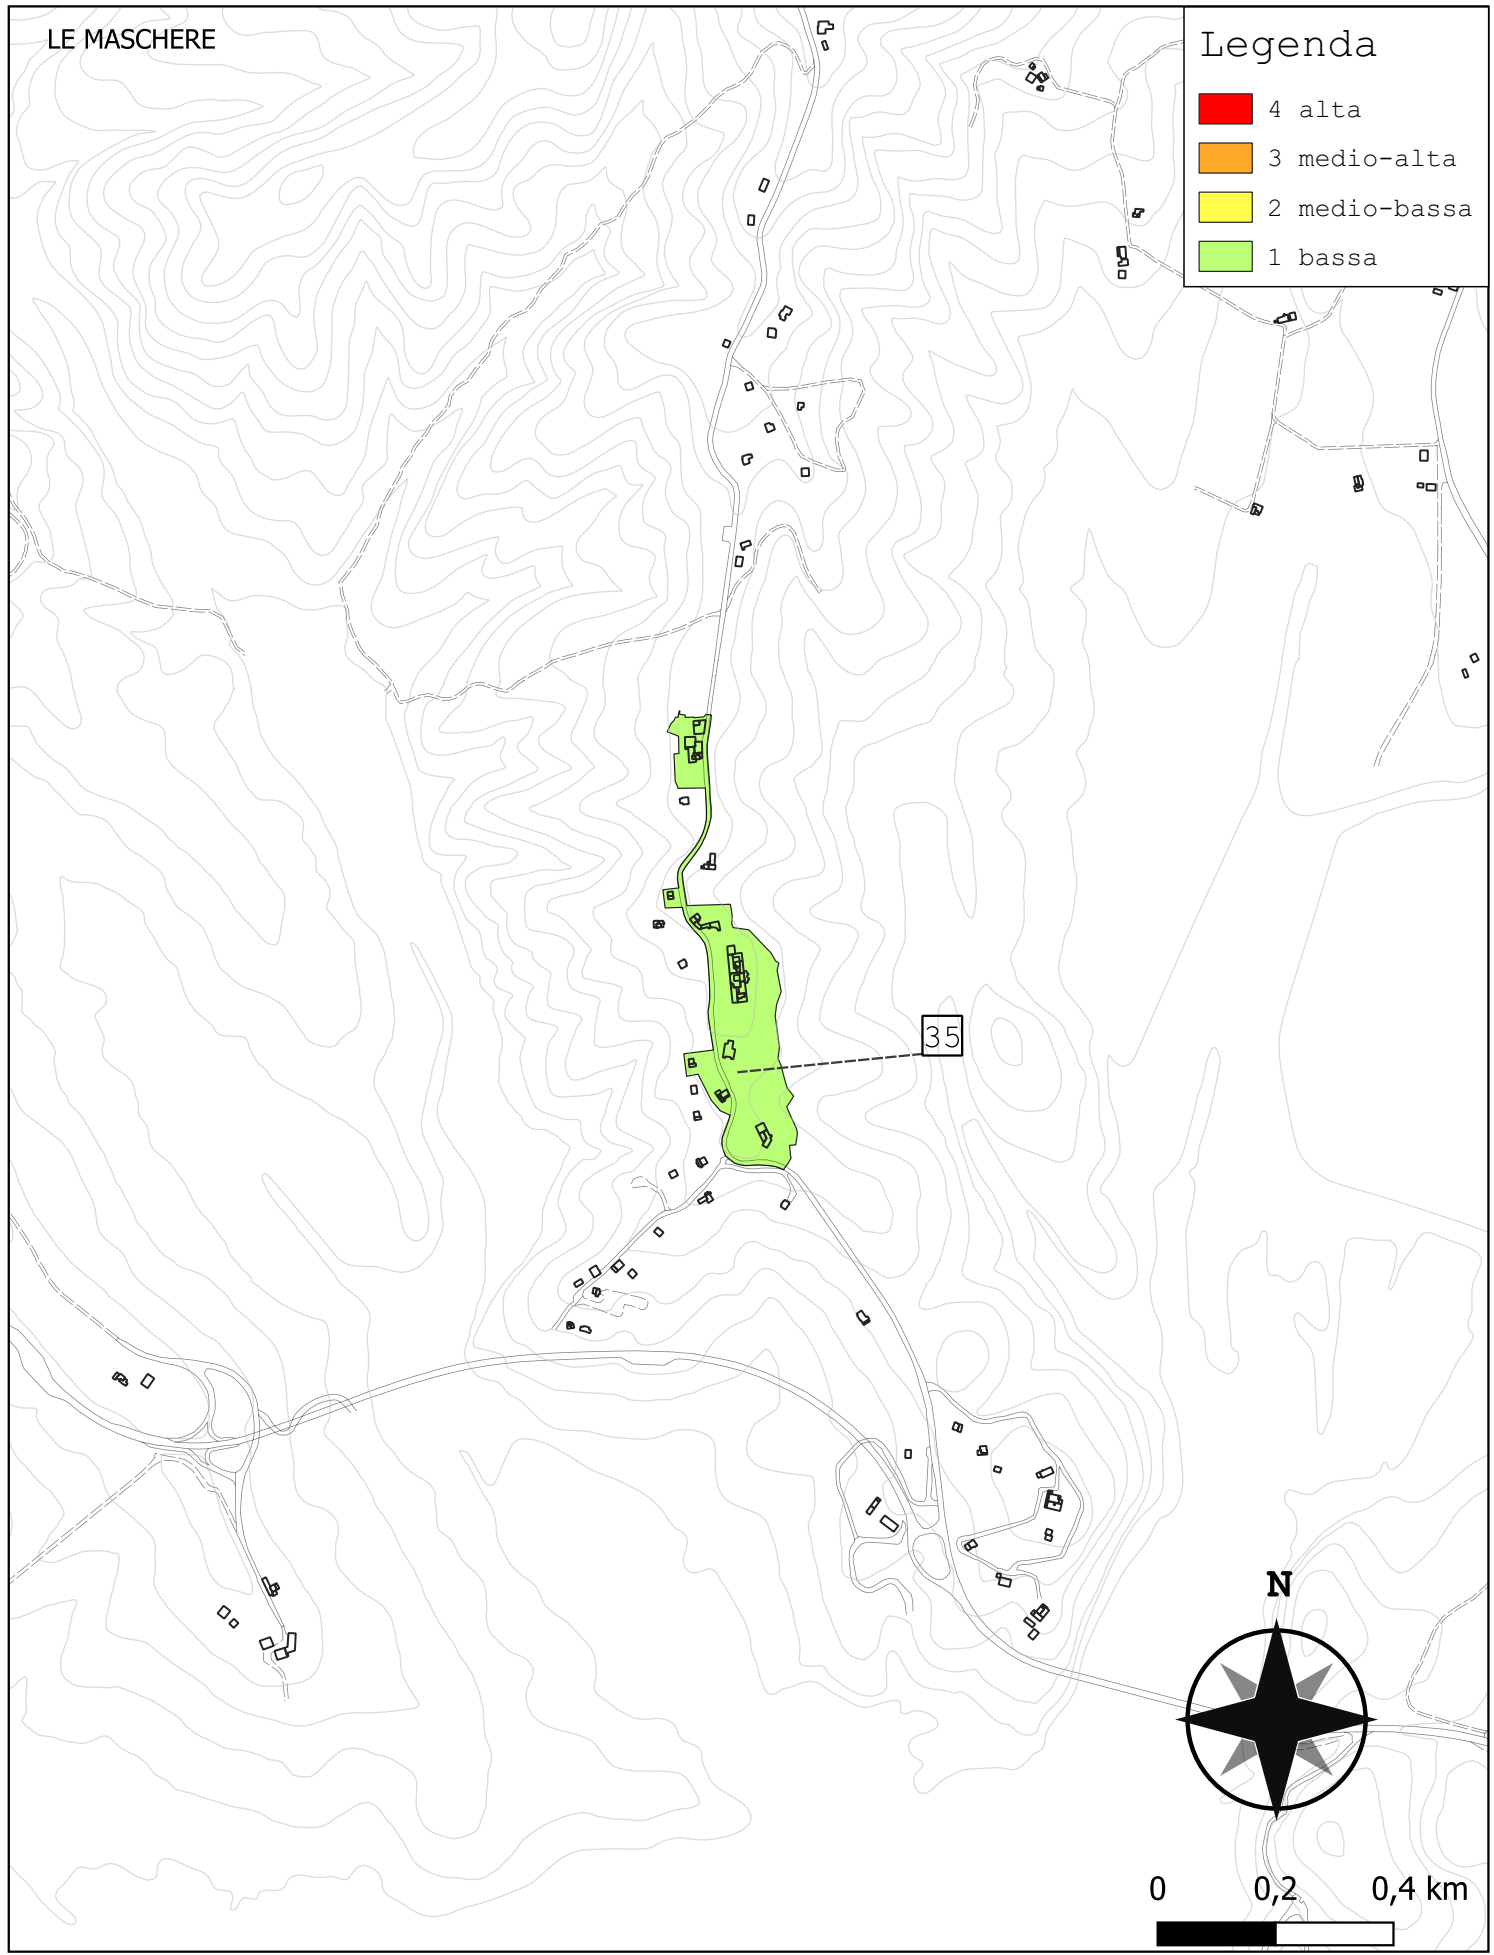 LE MASCHERE
Legenda
4 alta
3 medio-alta
2 medio-bassa
1 bassa
35
N
0 0,2 0,4 km